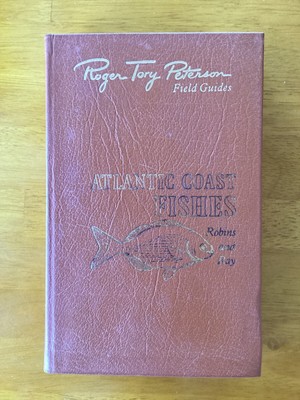 Roger Tory Peterson
Field Guides
ATLANTIC COAST
FISHES
Robins
and
Ray